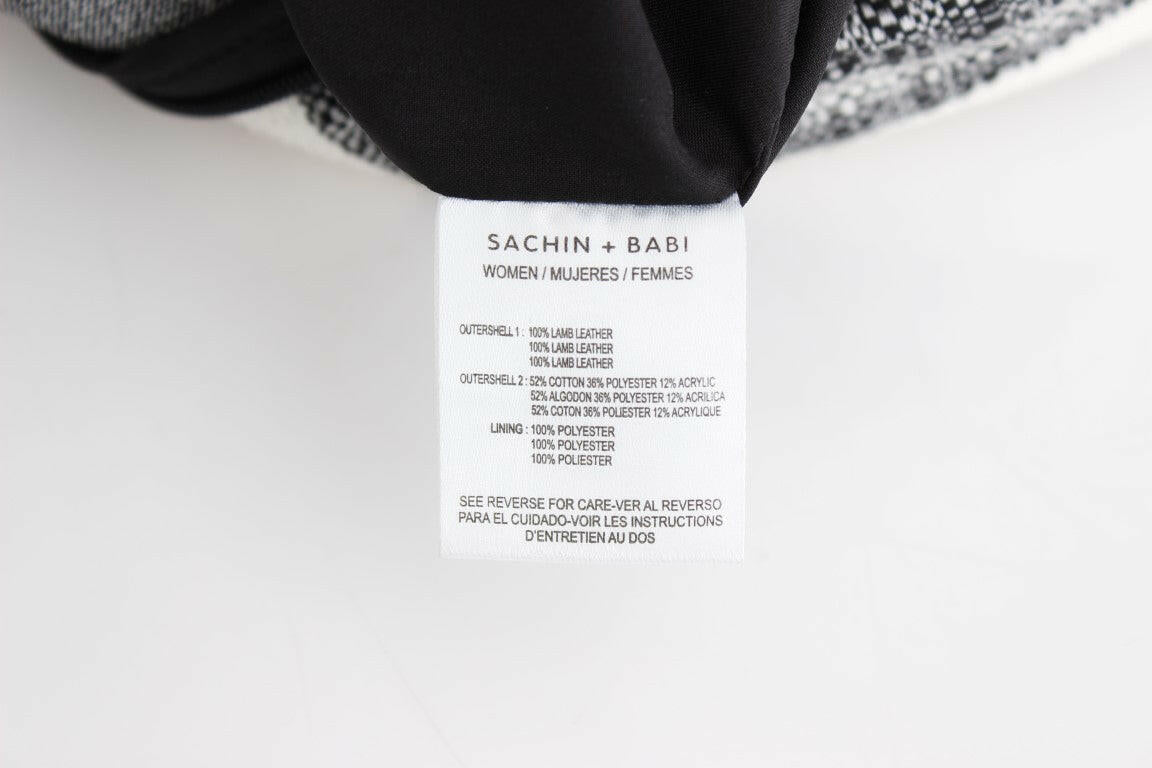 SACHIN + BABI
WOMEN / MUJERES / FEMMES
OUTERSHELL 1 : 100% LAMB LEATHER
100% LAMB LEATHER
100% LAMB LEATHER
OUTERSHELL 2 : 52% COTTON 36% POLYESTER 12% ACRYLIC
52% ALGODON 36% POLYESTER 12% ACRILICA
52% COTON 36% POLIESTER 12% ACRYLIQUE
LINING : 100% POLYESTER
100% POLYESTER
100% POLIESTER
SEE REVERSE FOR CARE-VER AL REVERSO
PARA EL CUIDADO-VOIR LES INSTRUCTIONS
D'ENTRETIEN AU DOS